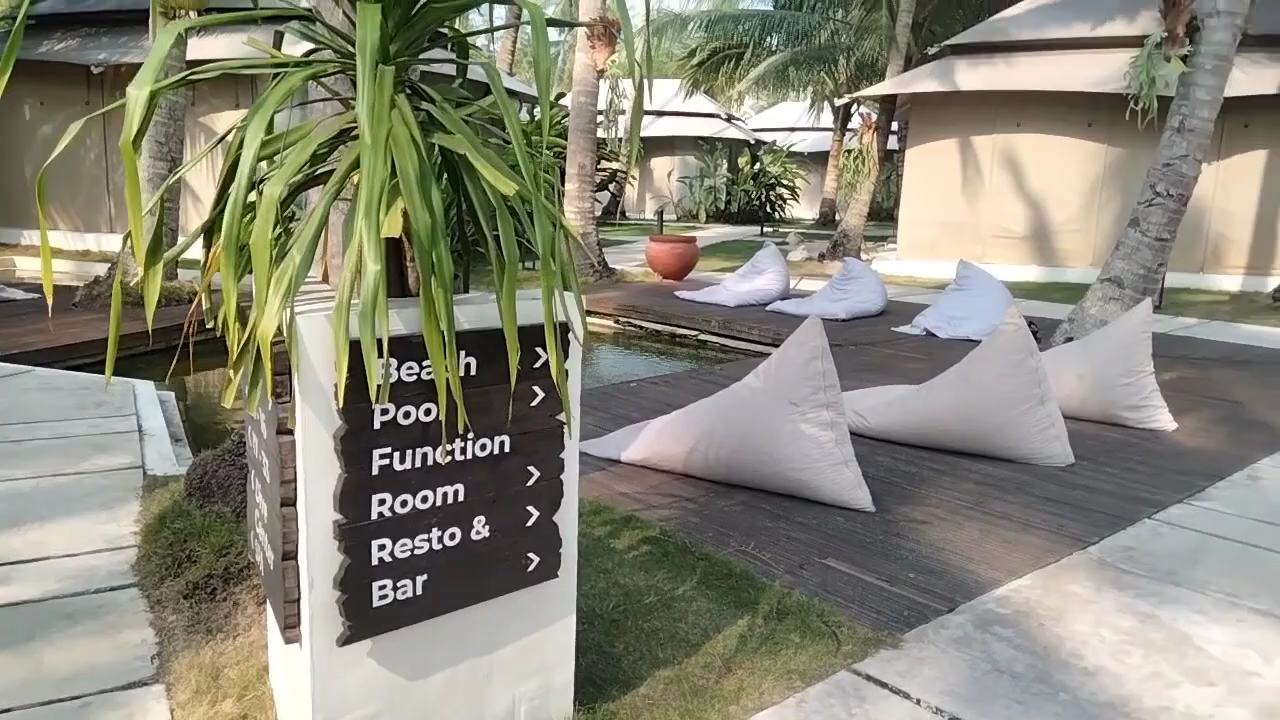 Beach >
Pool >
Function
Room >
Resto & >
Bar >